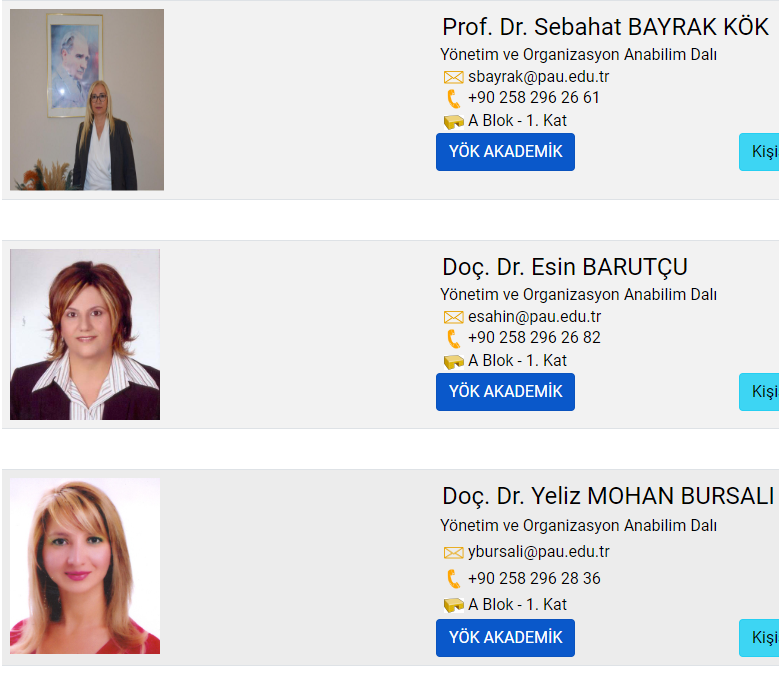 Prof. Dr. Sebahat BAYRAK KÖK
Yönetim ve Organizasyon Anabilim Dalı
sbayrak@pau.edu.tr
+90 258 296 26 61
A Blok - 1. Kat
YÖK AKADEMİK Kişi
Doç. Dr. Esin BARUTÇU
Yönetim ve Organizasyon Anabilim Dalı
esahin@pau.edu.tr
+90 258 296 26 82
A Blok - 1. Kat
YÖK AKADEMİK Kişi
Doç. Dr. Yeliz MOHAN BURSALI
Yönetim ve Organizasyon Anabilim Dalı
ybursali@pau.edu.tr
+90 258 296 28 36
A Blok - 1. Kat
YÖK AKADEMİK Kişi